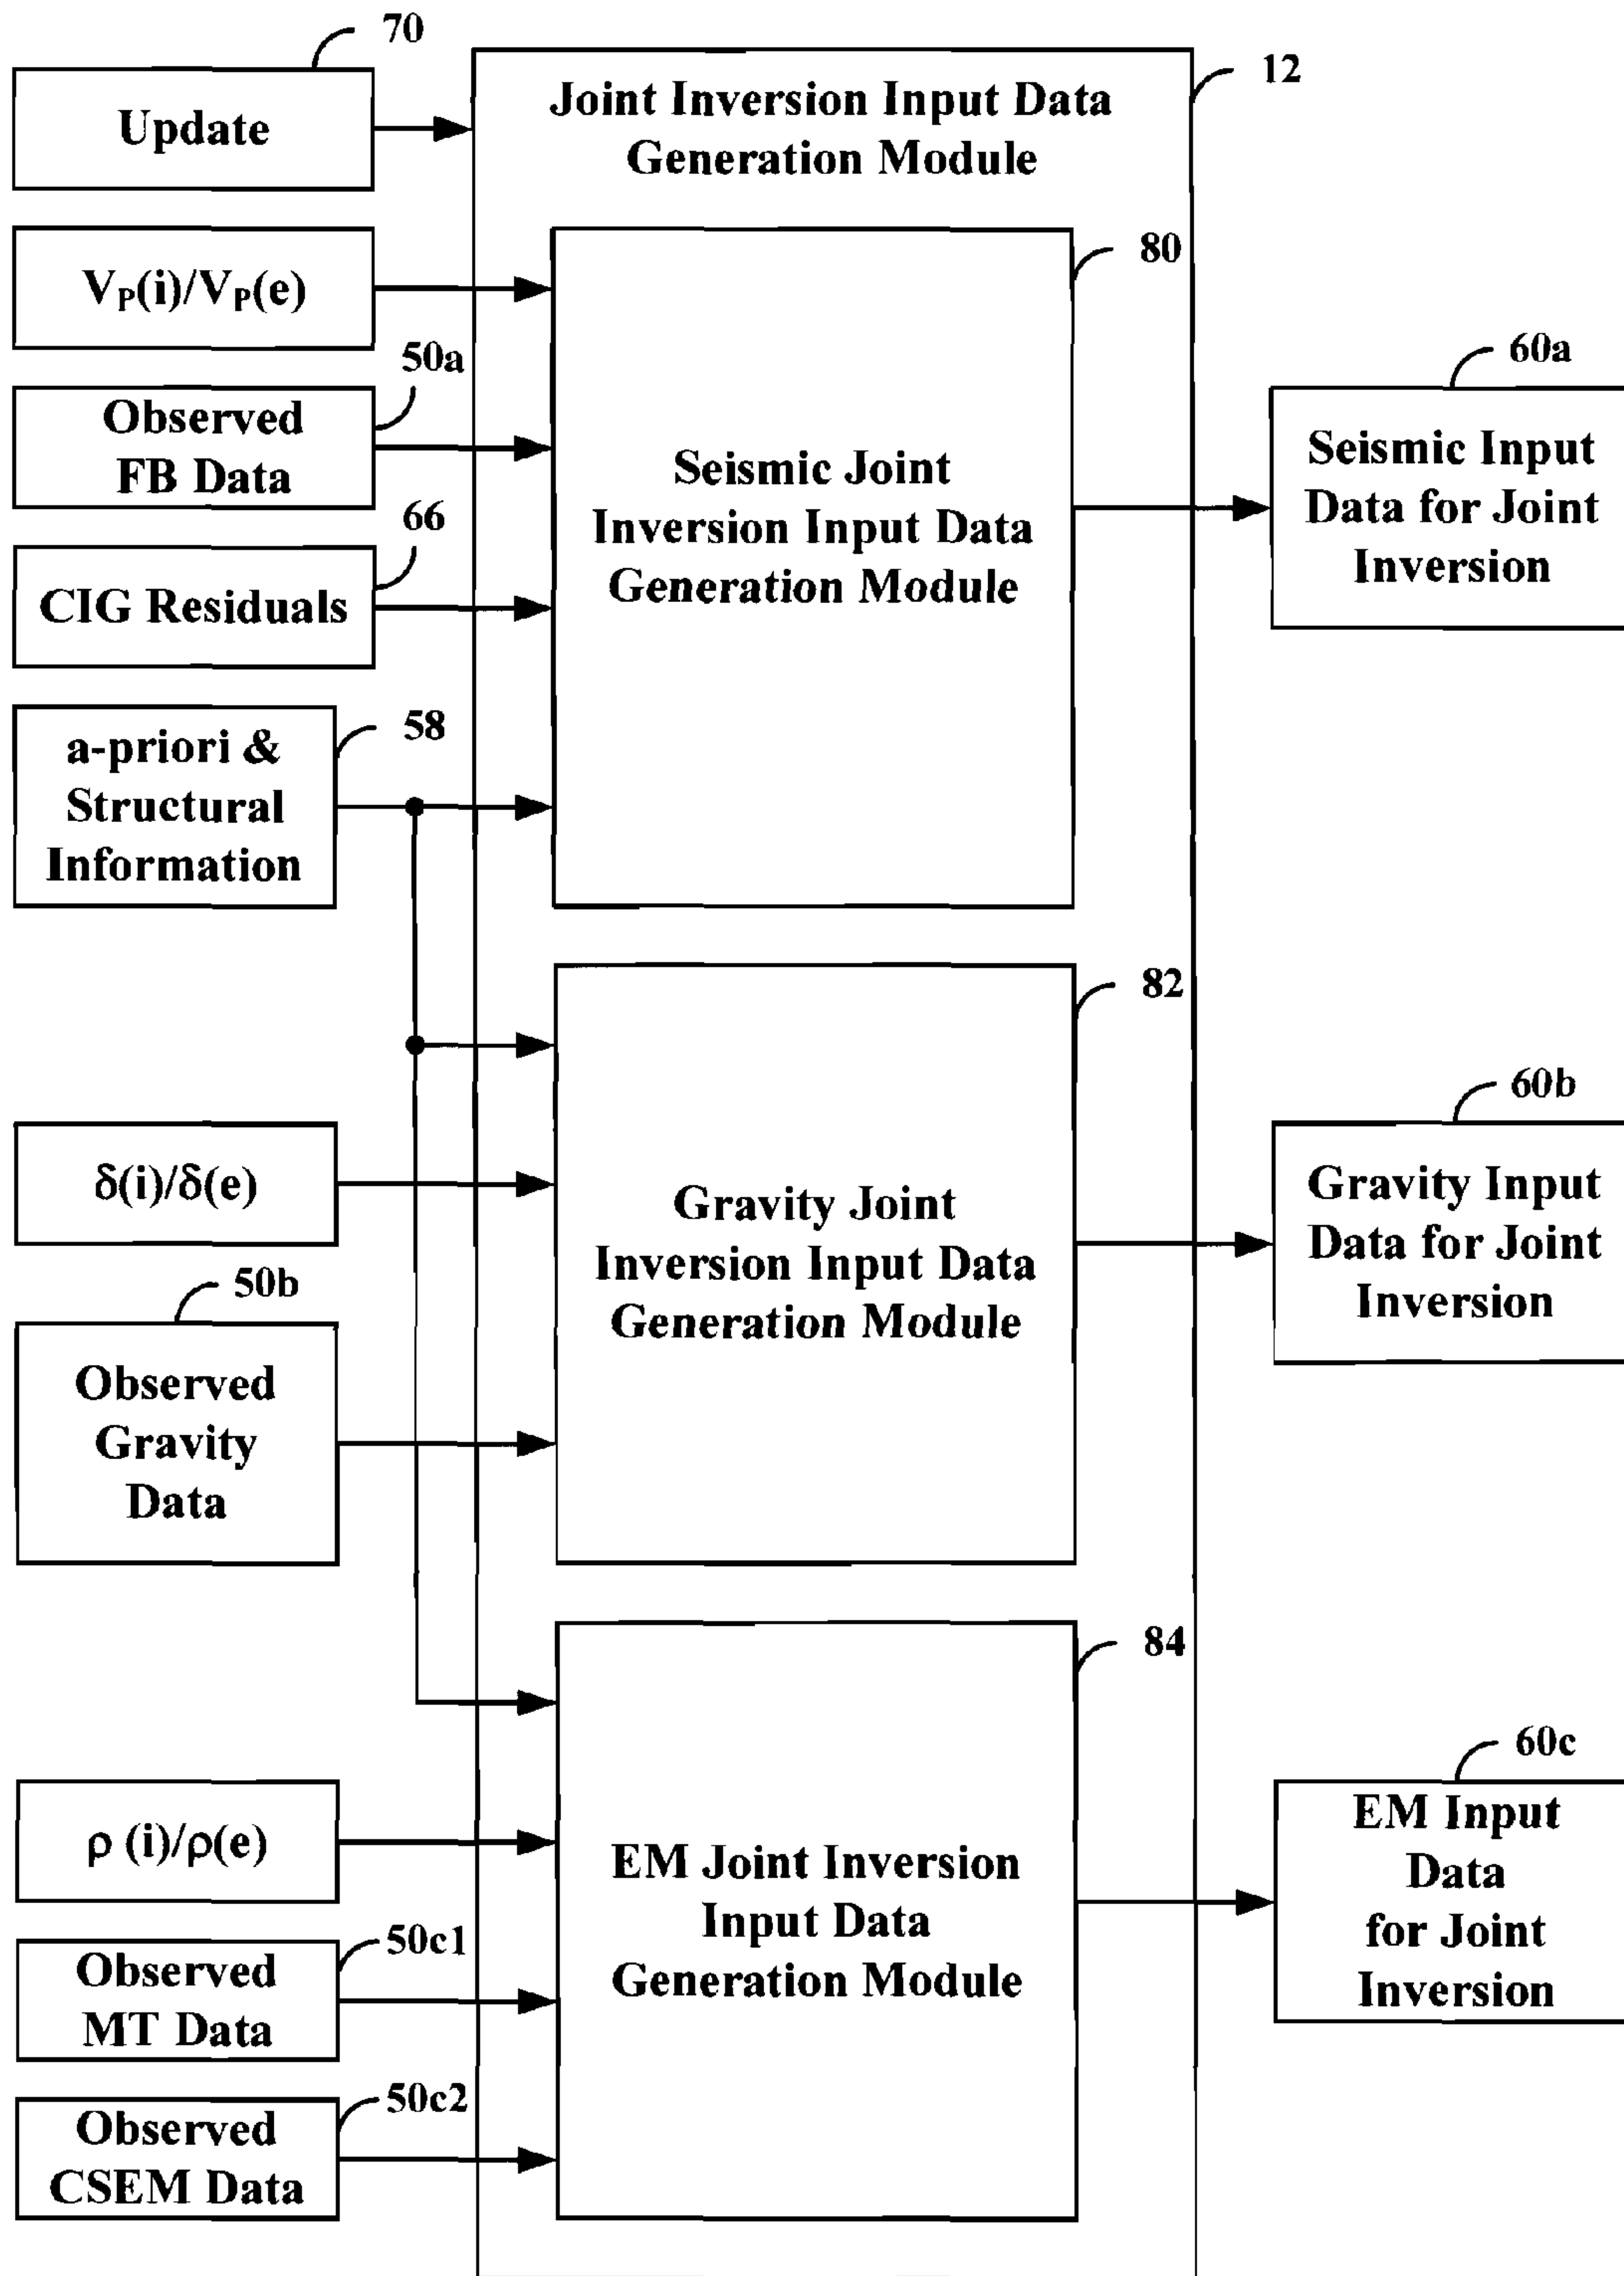 70
Update
12
Joint Inversion Input Data
Generation Module
V_P(i)/V_P(e)
80
50a
Observed
FB Data
66
CIG Residuals
58
a-priori &
Structural
Information
Seismic Joint
Inversion Input Data
Generation Module
60a
Seismic Input
Data for Joint
Inversion
82
δ(i)/δ(e)
50b
Observed
Gravity
Data
Gravity Joint
Inversion Input Data
Generation Module
60b
Gravity Input
Data for Joint
Inversion
84
ρ (i)/ρ(e)
50c1
Observed
MT Data
50c2
Observed
CSEM Data
EM Joint Inversion
Input Data
Generation Module
60c
EM Input
Data
for Joint
Inversion